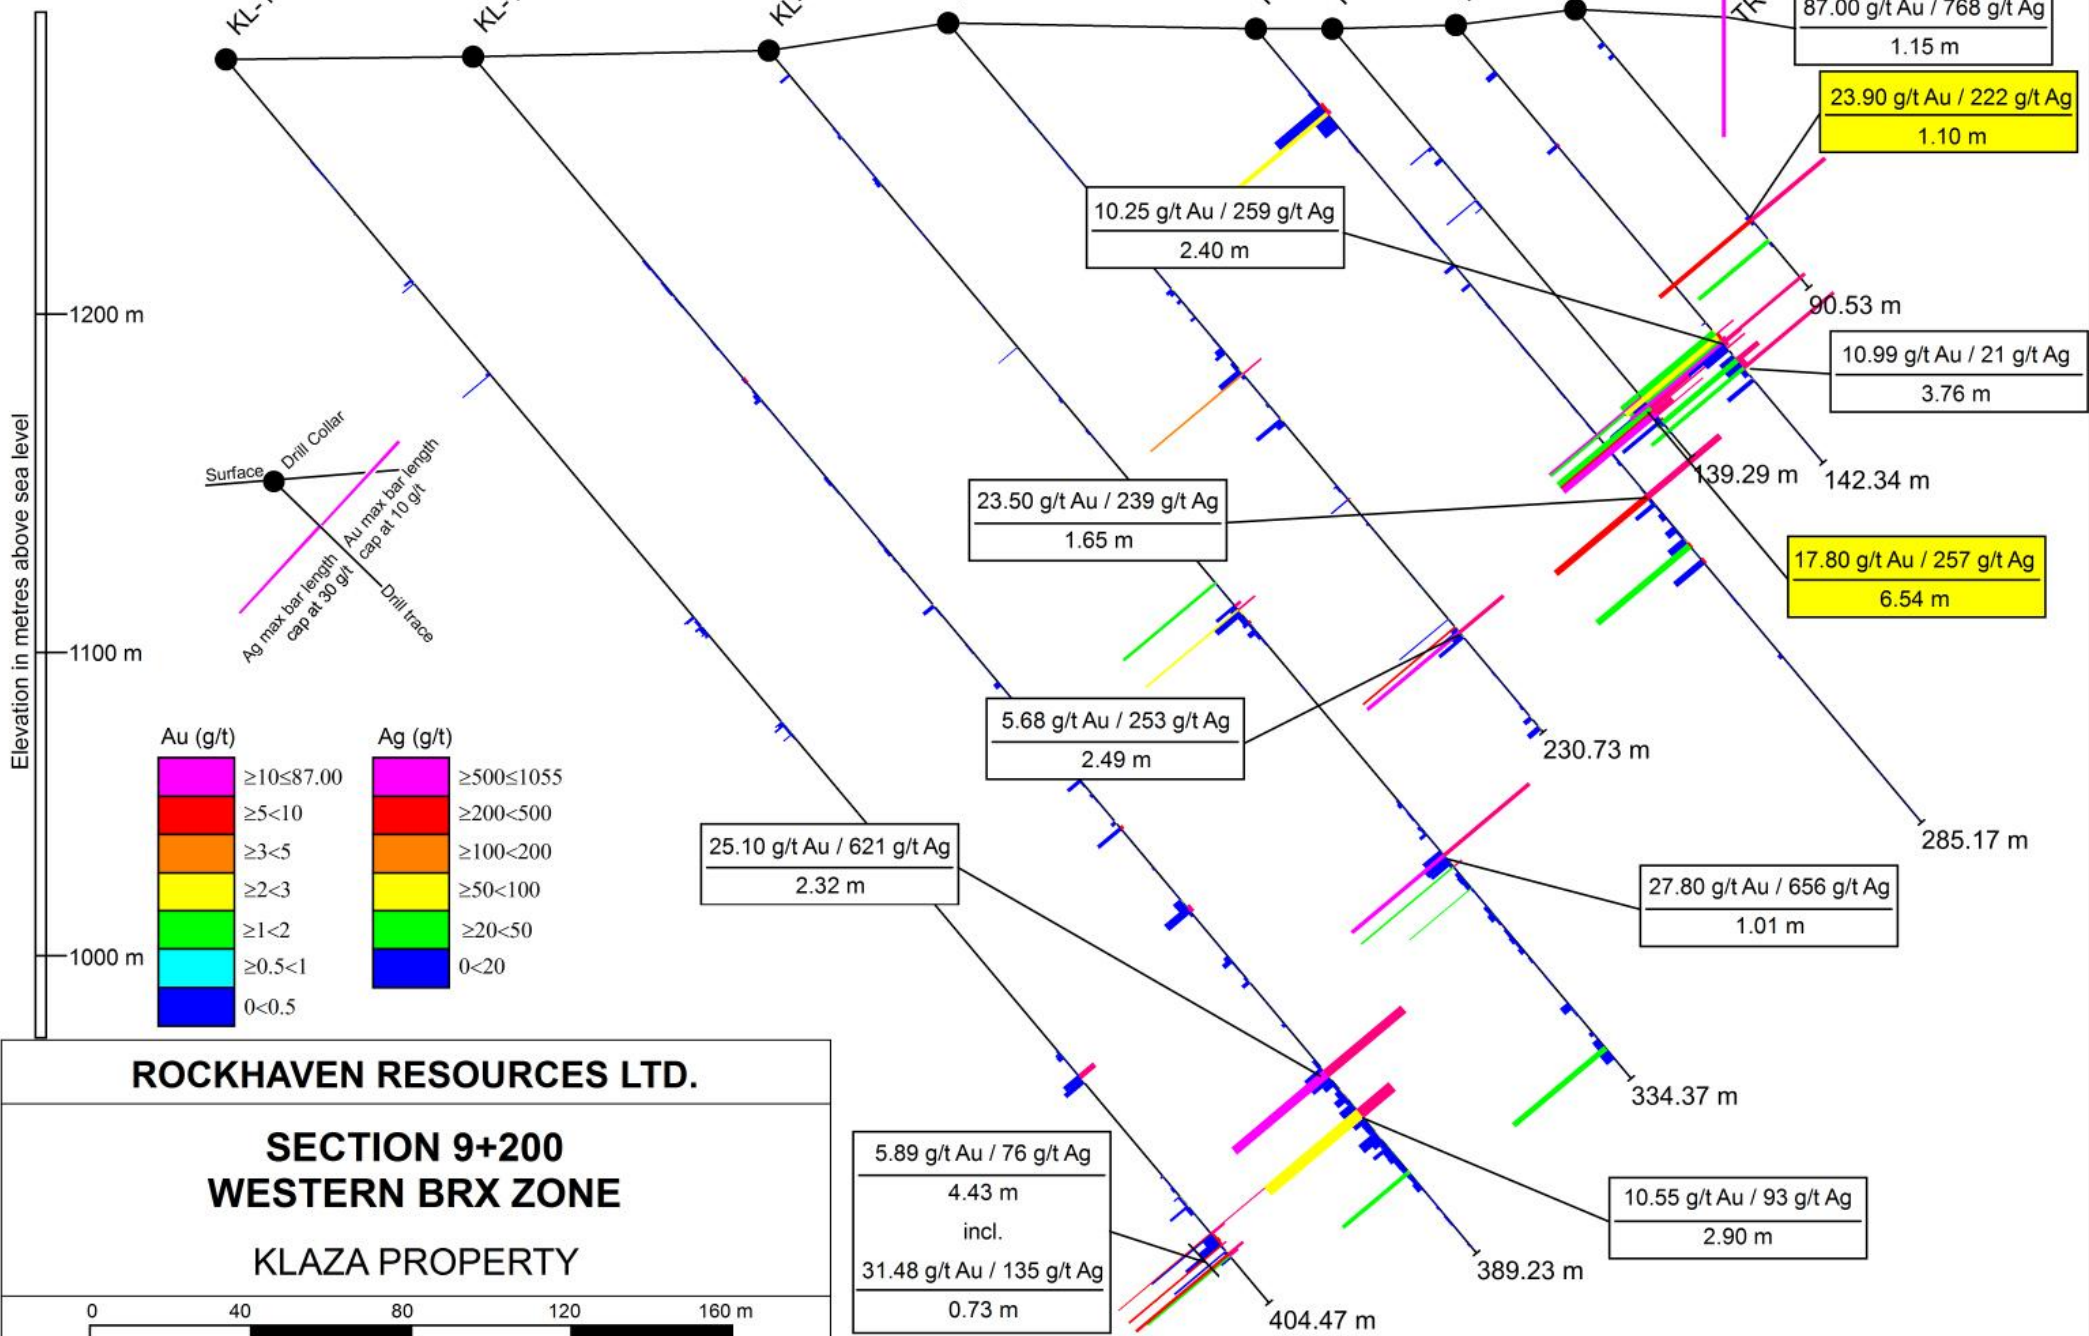 KL-
KL-
KL-
TR
87.00 g/t Au / 768 g/t Ag
1.15 m
23.90 g/t Au / 222 g/t Ag
1.10 m
10.25 g/t Au / 259 g/t Ag
2.40 m
1200 m
90.53 m
10.99 g/t Au / 21 g/t Ag
3.76 m
139.29 m
142.34 m
Elevation in metres above sea level
Surface
Drill Collar
Au max bar length
cap at 10 g/t
Ag max bar length
cap at 30 g/t
Drill trace
23.50 g/t Au / 239 g/t Ag
1.65 m
17.80 g/t Au / 257 g/t Ag
6.54 m
1100 m
5.68 g/t Au / 253 g/t Ag
2.49 m
230.73 m
Au (g/t)
≥10≤87.00
≥5<10
≥3<5
≥2<3
≥1<2
≥0.5<1
0<0.5
Ag (g/t)
≥500≤1055
≥200<500
≥100<200
≥50<100
≥20<50
0<20
285.17 m
25.10 g/t Au / 621 g/t Ag
2.32 m
27.80 g/t Au / 656 g/t Ag
1.01 m
1000 m
334.37 m
ROCKHAVEN RESOURCES LTD.
SECTION 9+200
WESTERN BRX ZONE
KLAZA PROPERTY
5.89 g/t Au / 76 g/t Ag
4.43 m
incl.
31.48 g/t Au / 135 g/t Ag
0.73 m
10.55 g/t Au / 93 g/t Ag
2.90 m
389.23 m
404.47 m
0 40 80 120 160 m